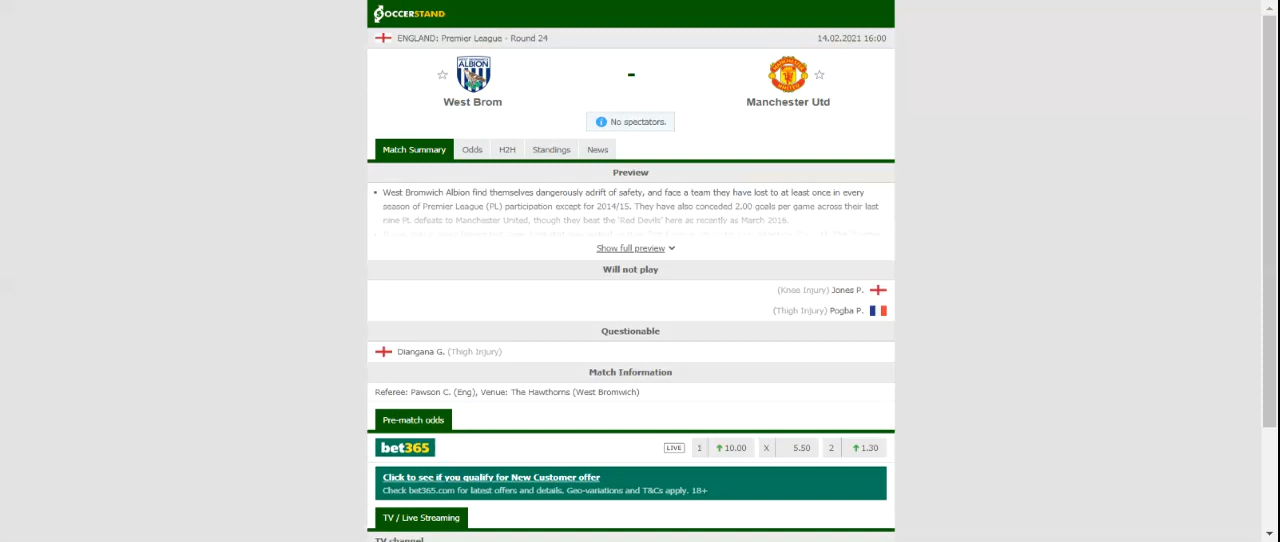 SOCCERSTAND
ENGLAND: Premier League - Round 24
14.02.2021 16:00
ALBION
West Brom
-
Manchester Utd
No spectators.
Match Summary
Odds
H2H
Standings
News
Preview
West Bromwich Albion find themselves dangerously adrift of safety, and face a team they have lost to at least once in every
season of Premier League (PL) participation except for 2014/15. They have also conceded 2.00 goals per game across their last
nine PL defeats to Manchester United, though they beat the 'Red Devils' here as recently as March 2016.
Show full preview
Will not play
(Knee Injury) Jones P.
(Thigh Injury) Pogba P.
Questionable
Diangana G. (Thigh Injury)
Match Information
Referee: Pawson C. (Eng), Venue: The Hawthorns (West Bromwich)
Pre-match odds
bet365
LIVE 1 10.00 X 5.50 2 1.30
Click to see if you qualify for New Customer offer
Check bet365.com for latest offers and details. Geo-variations and T&Cs apply. 18+
TV / Live Streaming
TV channel